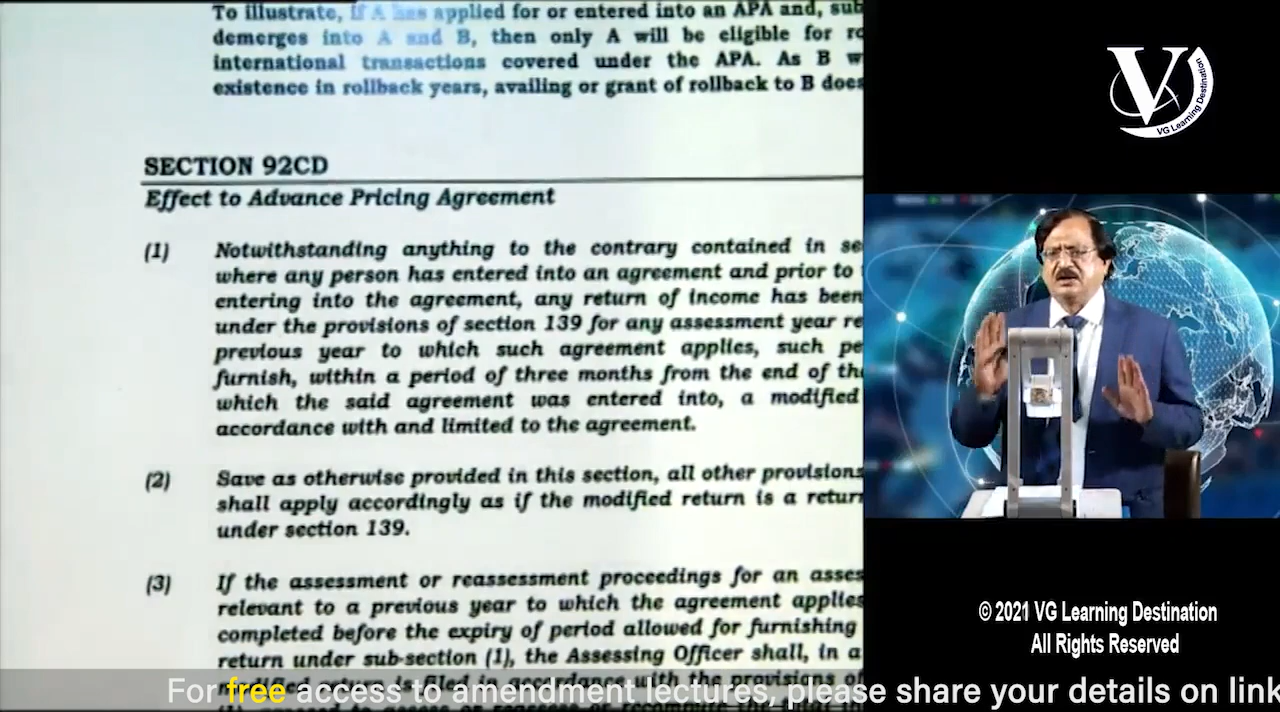 To illustrate, if A has applied for or entered into an APA and, sub
demerges into A and B, then only A will be eligible for ro
international transactions covered under the APA. As B w
existence in rollback years, availing or grant of rollback to B does
SECTION 92CD
Effect to Advance Pricing Agreement
(1) Notwithstanding anything to the contrary contained in se
where any person has entered into an agreement and prior to
entering into the agreement, any return of income has been
under the provisions of section 139 for any assessment year re
previous year to which such agreement applies, such pe
furnish, within a period of three months from the end of the
which the said agreement was entered into, a modified
accordance with and limited to the agreement.
(2) Save as otherwise provided in this section, all other provisions
shall apply accordingly as if the modified return is a return
under section 139.
(3) If the assessment or reassessment proceedings for an asses
relevant to a previous year to which the agreement applies
completed before the expiry of period allowed for furnishing
return under sub-section (1), the Assessing Officer shall, in a
V
VG Learning Destination
© 2021 VG Learning Destination
All Rights Reserved
For free access to amendment lectures, please share your details on link